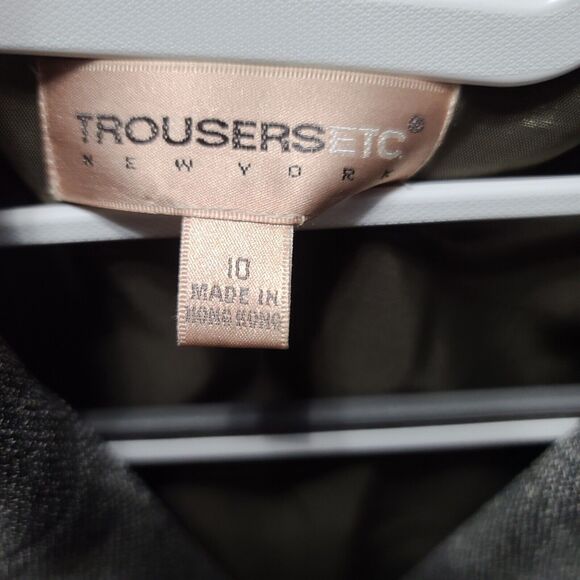 TROUSERSETC®
NEW YORK
10
MADE IN
HONG KONG